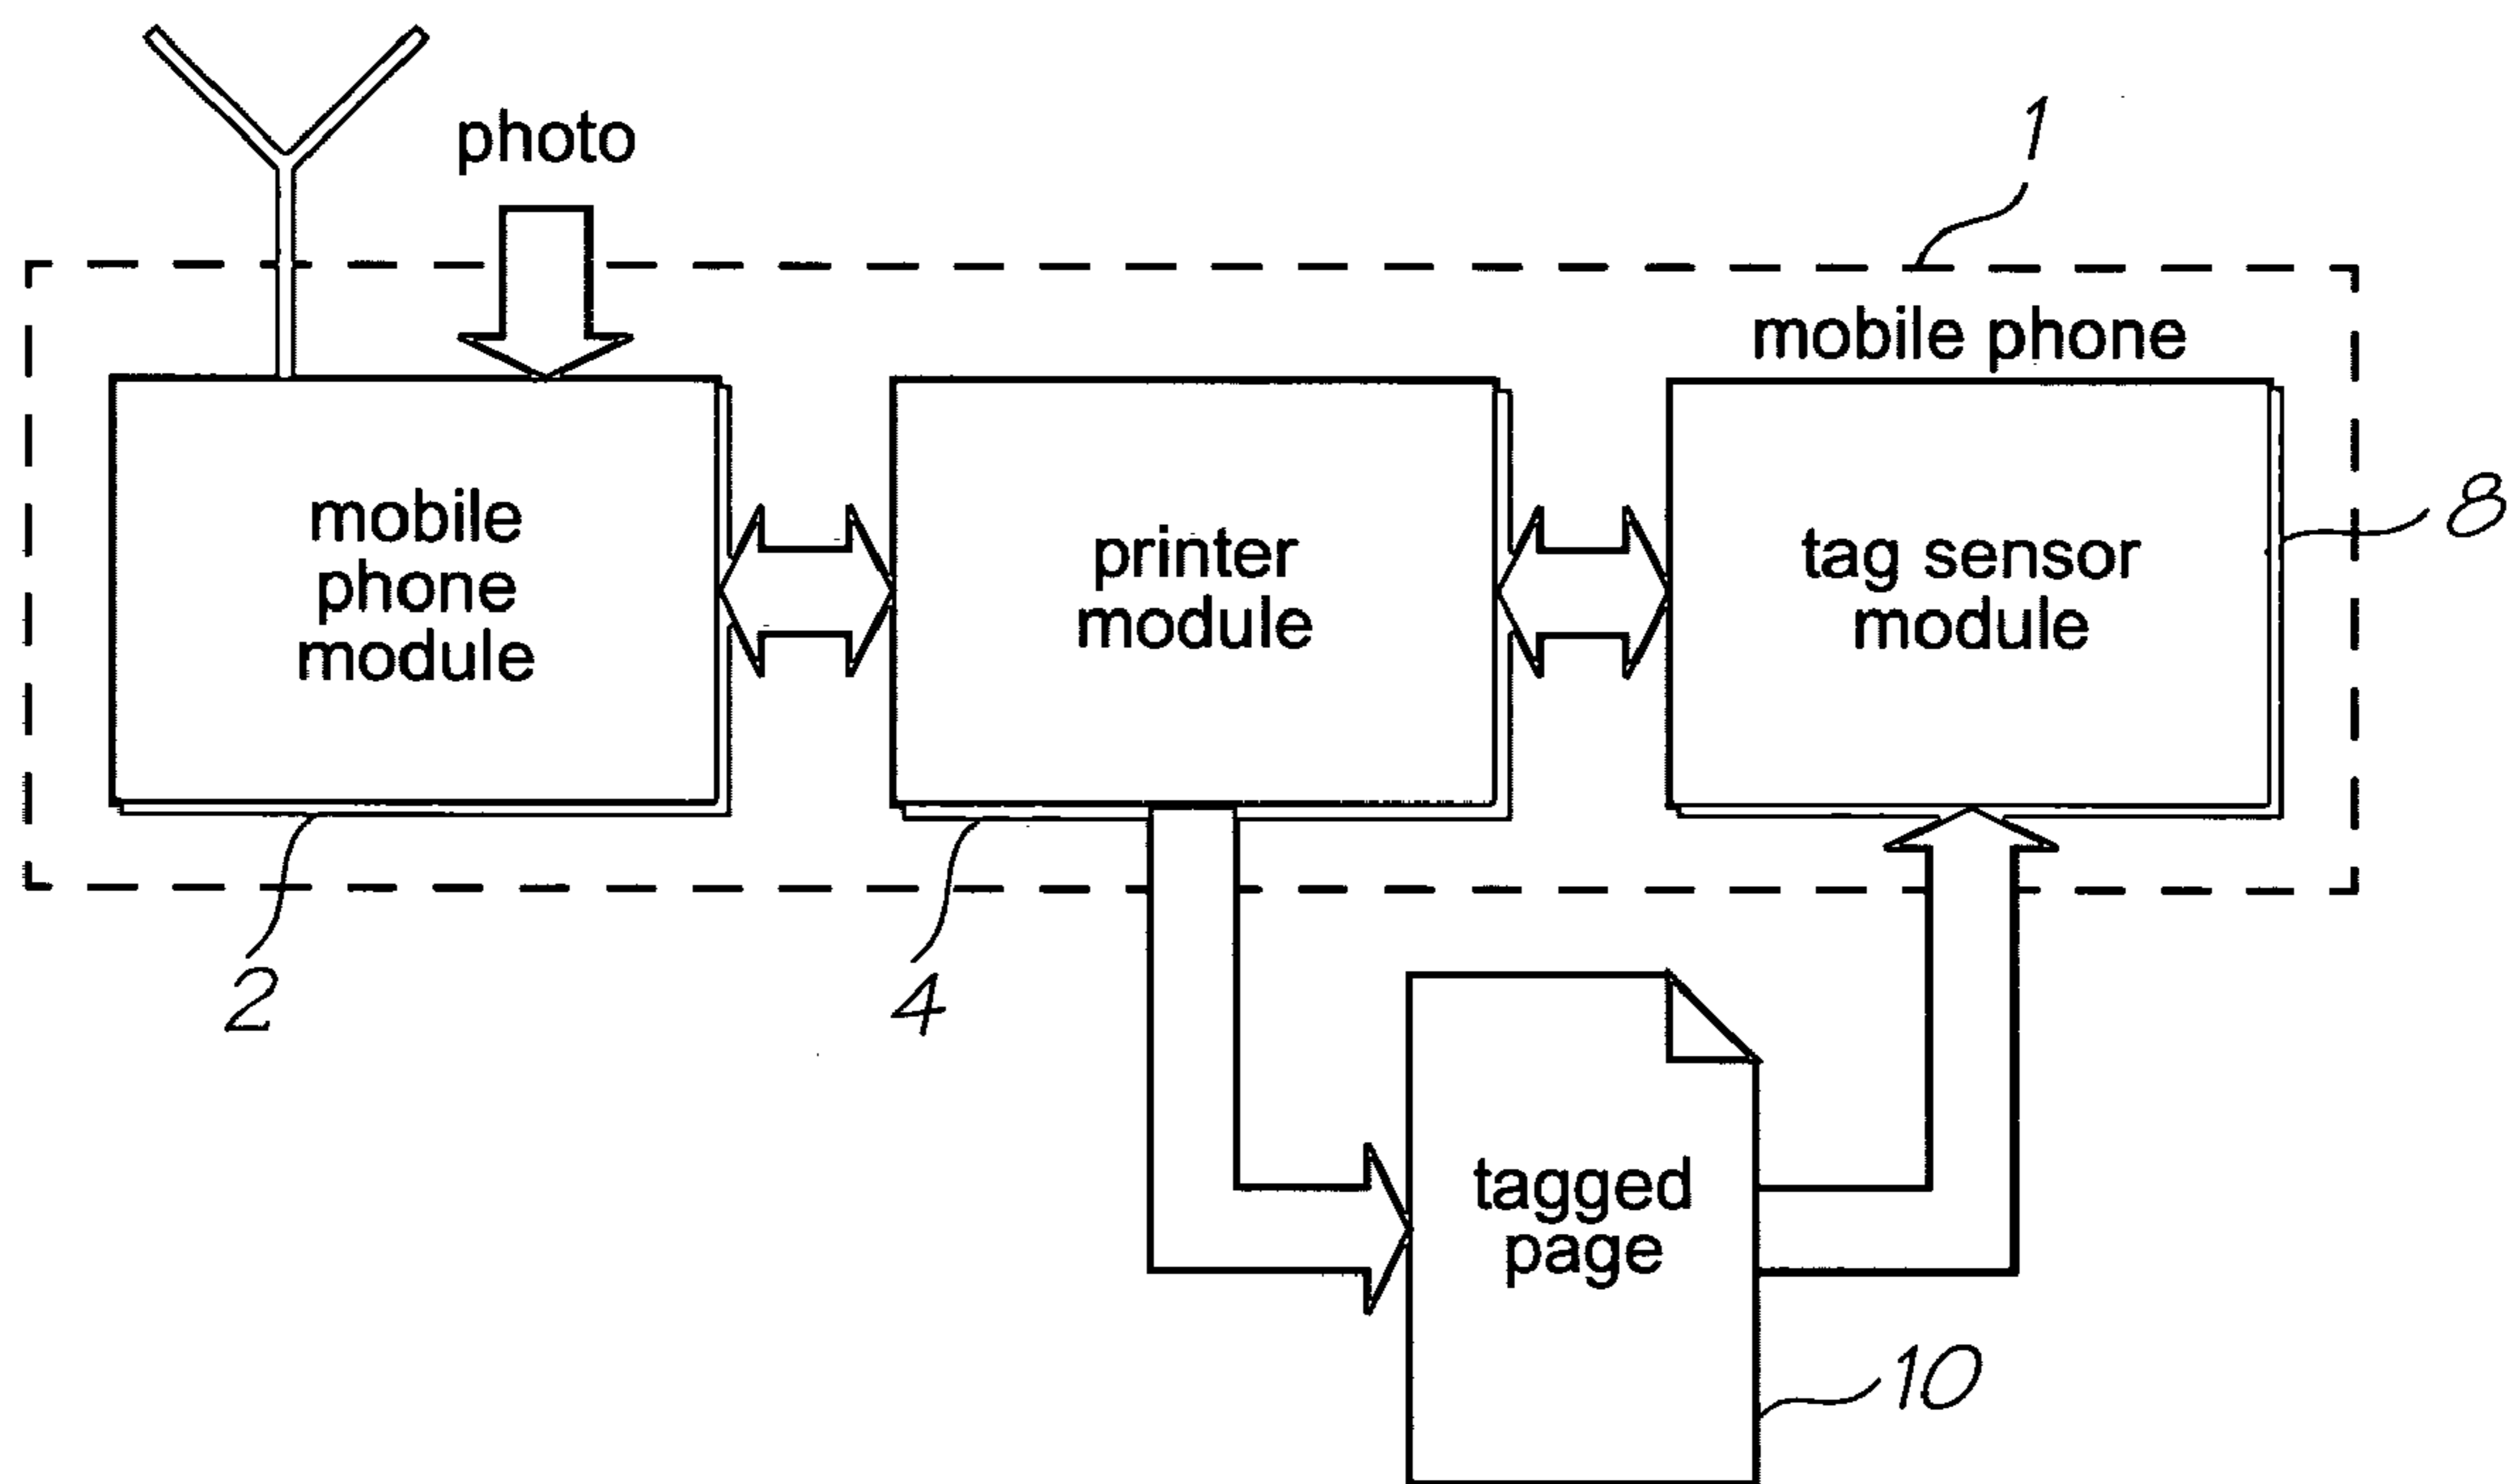 photo
1
mobile phone
mobile
phone
module
printer
module
tag sensor
module
8
2
4
tagged
page
10